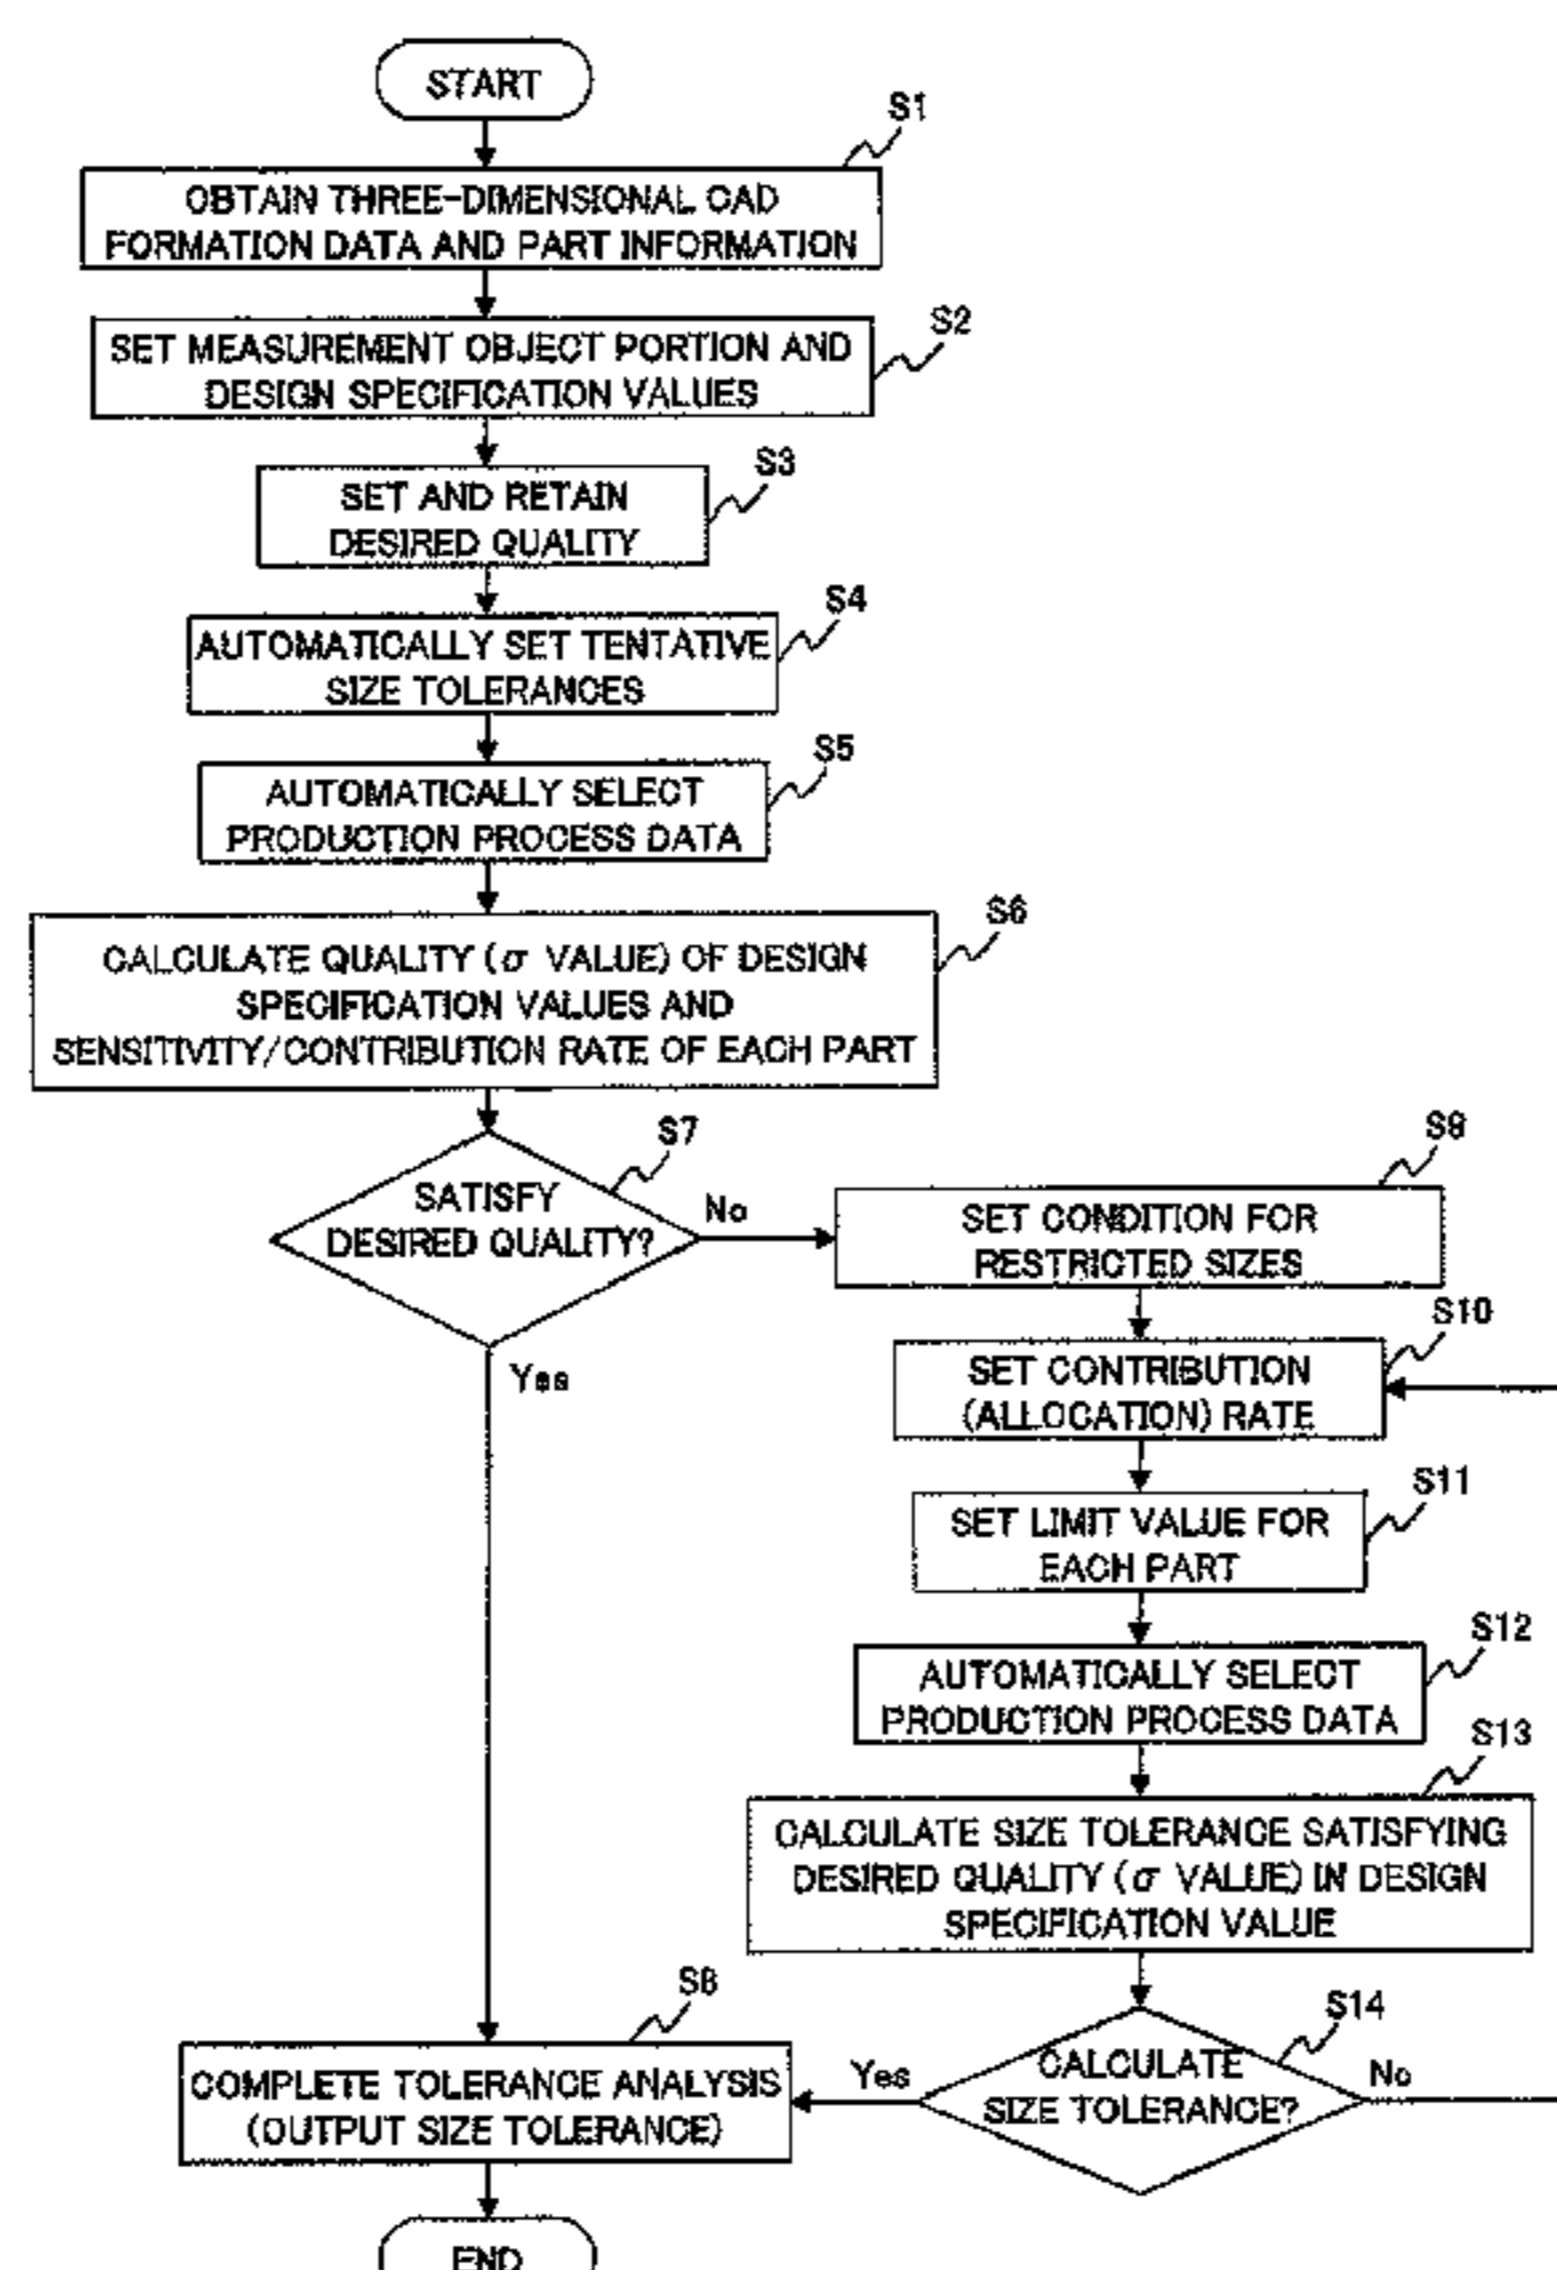 START
S1
OBTAIN THREE-DIMENSIONAL CAD
FORMATION DATA AND PART INFORMATION
S2
SET MEASUREMENT OBJECT PORTION AND
DESIGN SPECIFICATION VALUES
S3
SET AND RETAIN
DESIRED QUALITY
S4
AUTOMATICALLY SET TENTATIVE
SIZE TOLERANCES
S5
AUTOMATICALLY SELECT
PRODUCTION PROCESS DATA
S6
CALCULATE QUALITY (σ VALUE) OF DESIGN
SPECIFICATION VALUES AND
SENSITIVITY/CONTRIBUTION RATE OF EACH PART
S7
SATISFY
DESIRED QUALITY?
No
Yes
S9
SET CONDITION FOR
RESTRICTED SIZES
S10
SET CONTRIBUTION
(ALLOCATION) RATE
S11
SET LIMIT VALUE FOR
EACH PART
S12
AUTOMATICALLY SELECT
PRODUCTION PROCESS DATA
S13
CALCULATE SIZE TOLERANCE SATISFYING
DESIRED QUALITY (σ VALUE) IN DESIGN
SPECIFICATION VALUE
S14
CALCULATE
SIZE TOLERANCE?
Yes
No
S8
COMPLETE TOLERANCE ANALYSIS
(OUTPUT SIZE TOLERANCE)
END